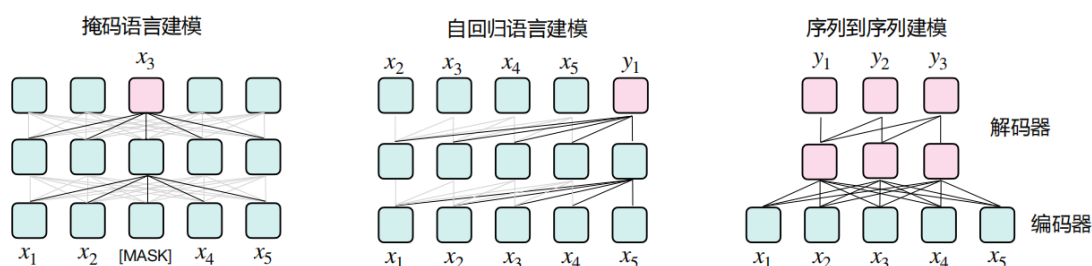 掩码语言建模
x3
x1 x2 [MASK] x4 x5
自回归语言建模
x2 x3 x4 x5 y1
x1 x2 x3 x4 x5
序列到序列建模
y1 y2 y3
解码器
编码器
x1 x2 x3 x4 x5